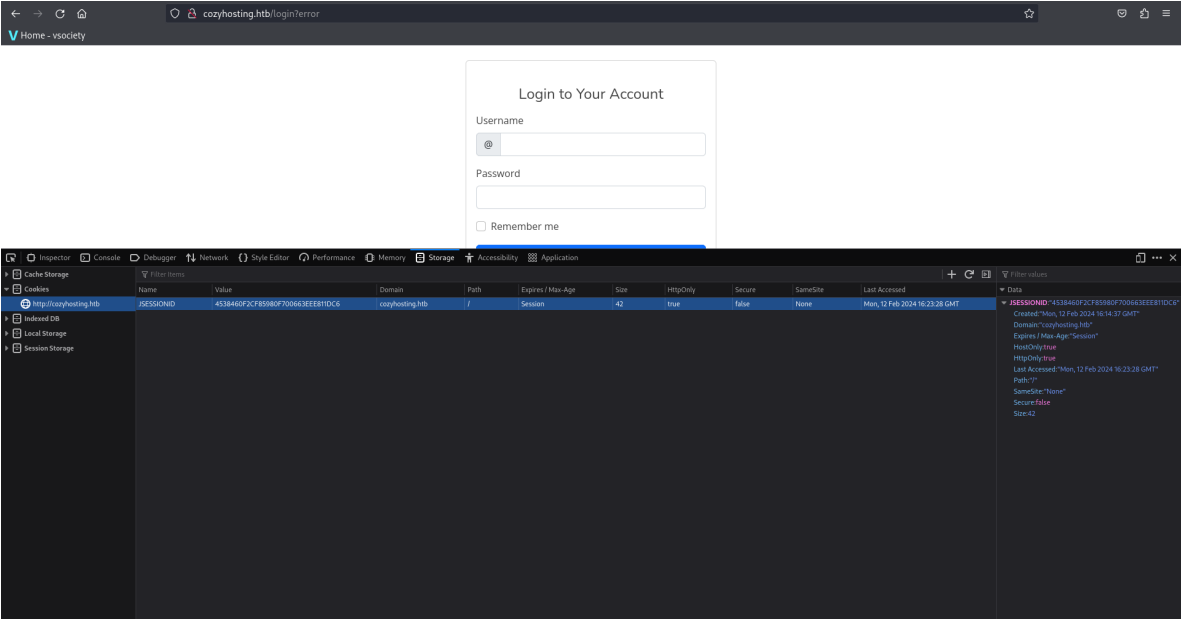 cozyhosting.htb/login?error
V Home - vsociety
Login to Your Account
Username
@
Password
Remember me
Inspector Console Debugger Network Style Editor Performance Memory Storage Accessibility Application
Cache Storage
Filter Items
Filter values
Cookies
Name Value Domain Path Expires / Max-Age Size HttpOnly Secure SameSite Last Accessed
Data
http://cozyhosting.htb
JSESSIONID 4538460F2CF85980F700663EEE811DC6 cozyhosting.htb / Session 42 true false None Mon, 12 Feb 2024 16:23:28 GMT
JSESSIONID:"4538460F2CF85980F700663EEE811DC6"
Created:"Mon, 12 Feb 2024 16:14:37 GMT"
Indexed DB
Domain:"cozyhosting.htb"
Local Storage
Expires / Max-Age:"Session"
Session Storage
HostOnly:true
HttpOnly:true
Last Accessed:"Mon, 12 Feb 2024 16:23:28 GMT"
Path:"/"
SameSite:"None"
Secure:false
Size:42